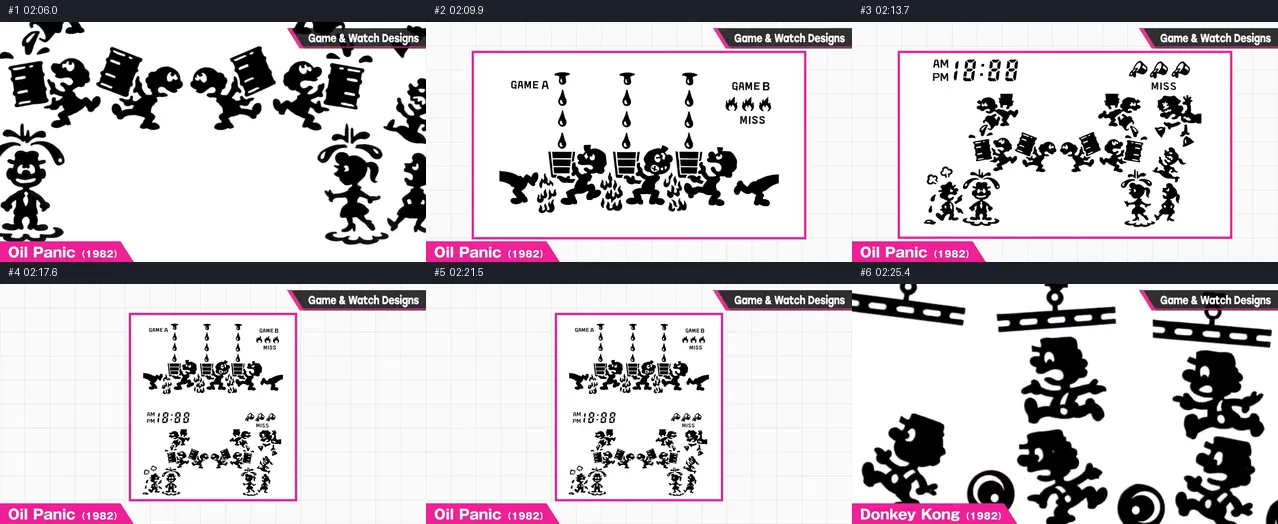 #1 02:06.0
Game & Watch Designs
Oil Panic (1982)
#2 02:09.9
Game & Watch Designs
GAME A
GAME B
MISS
Oil Panic (1982)
#3 02:13.7
Game & Watch Designs
AM
PM 18:88
MISS
Oil Panic (1982)
#4 02:17.6
Game & Watch Designs
GAME A
GAME B
MISS
AM
PM 18:88
MISS
Oil Panic (1982)
#5 02:21.5
Game & Watch Designs
GAME A
GAME B
MISS
AM
PM 18:88
MISS
Oil Panic (1982)
#6 02:25.4
Game & Watch Designs
Donkey Kong (1982)